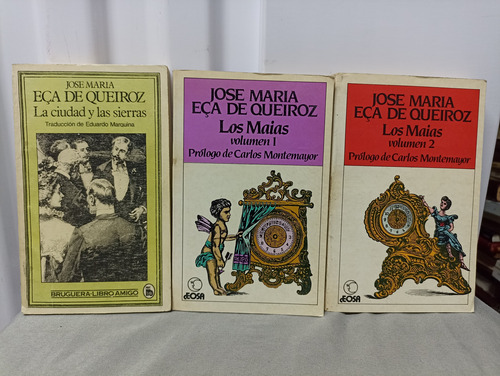 JOSE MARIA
EÇA DE QUEIROZ
La ciudad y las sierras
Traducción de Eduardo Marquina
BRUGUERA-LIBRO AMIGO
JOSE MARIA
EÇA DE QUEIROZ
Los Maias
volumen 1
Prólogo de Carlos Montemayor
EOSA
JOSE MARIA
EÇA DE QUEIROZ
Los Maias
volumen 2
Prólogo de Carlos Montemayor
EOSA